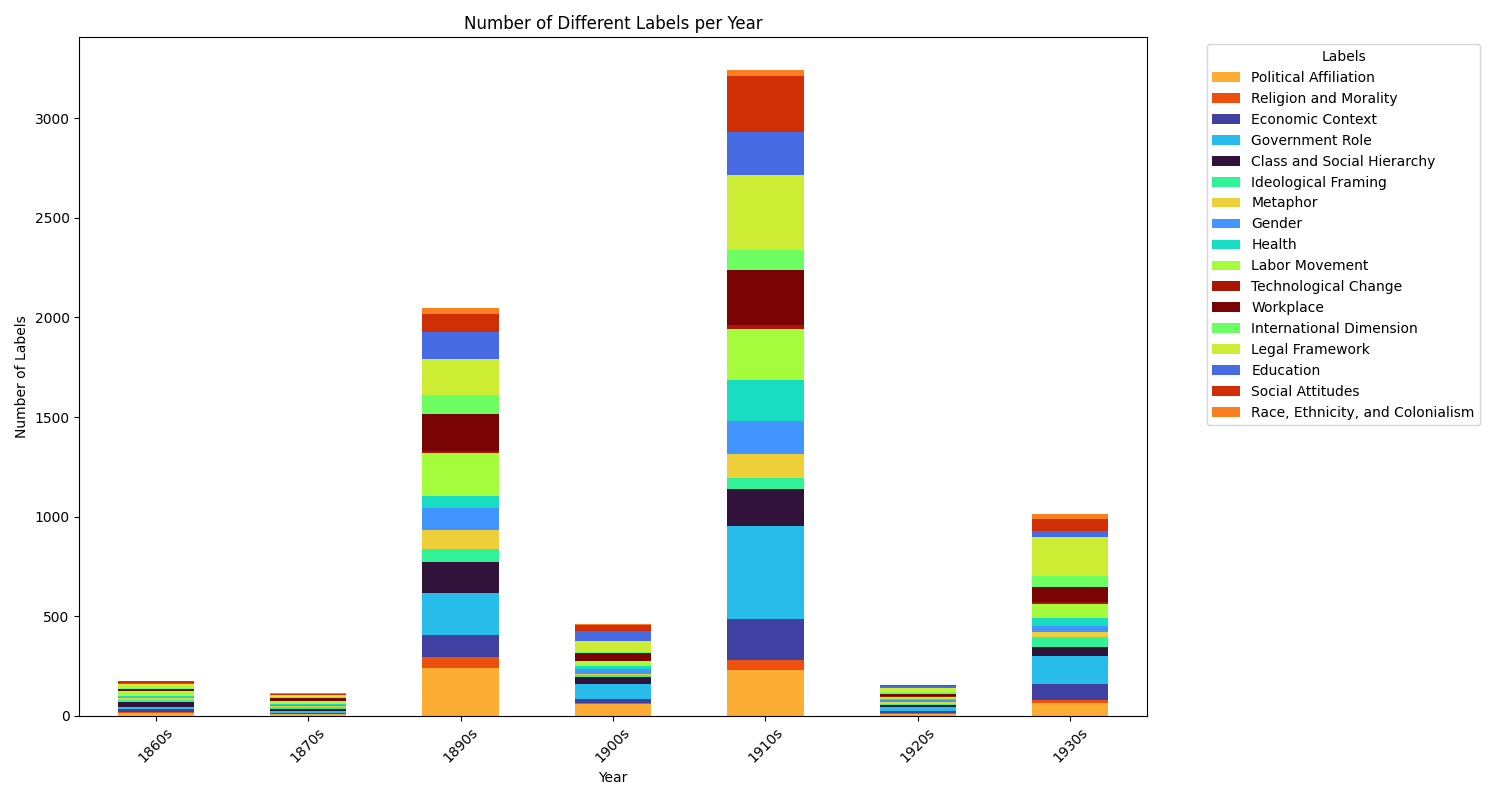 Number of Different Labels per Year
Number of Labels
3000
2500
2000
1500
1000
500
0
1860s
1870s
1890s
1900s
1910s
1920s
1930s
Year
Labels
Political Affiliation
Religion and Morality
Economic Context
Government Role
Class and Social Hierarchy
Ideological Framing
Metaphor
Gender
Health
Labor Movement
Technological Change
Workplace
International Dimension
Legal Framework
Education
Social Attitudes
Race, Ethnicity, and Colonialism